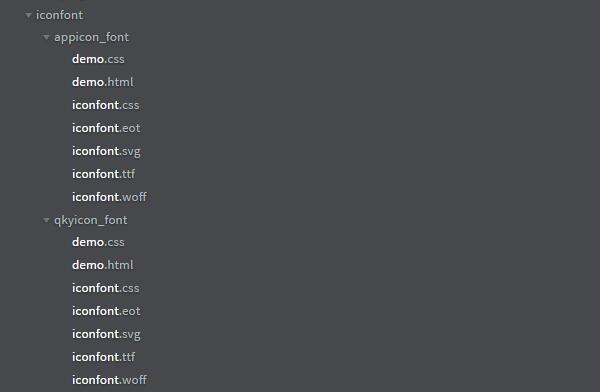 iconfont
appicon_font
demo.css
demo.html
iconfont.css
iconfont.eot
iconfont.svg
iconfont.ttf
iconfont.woff
qkyicon_font
demo.css
demo.html
iconfont.css
iconfont.eot
iconfont.svg
iconfont.ttf
iconfont.woff